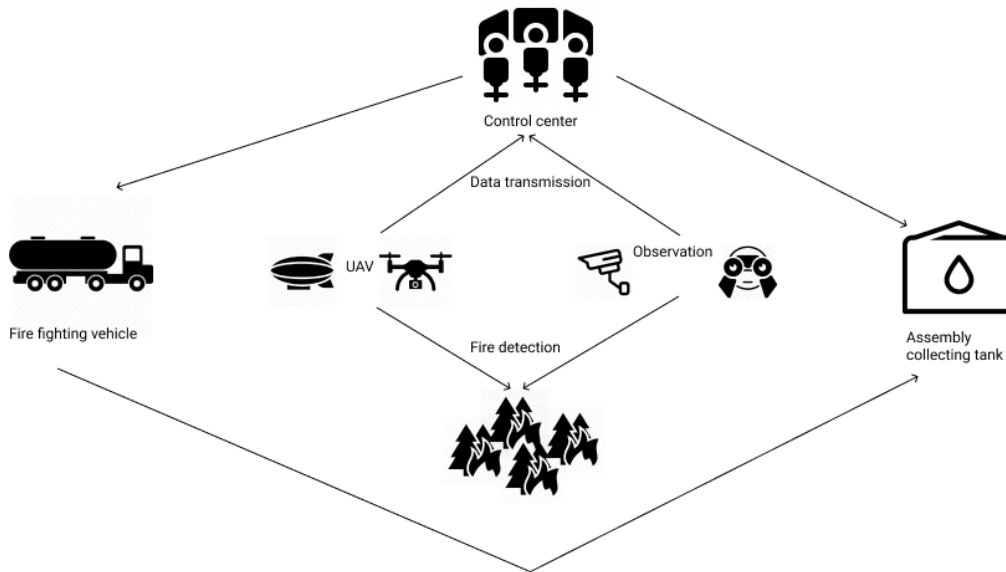 Control center
Data transmission
UAV
Observation
Fire fighting vehicle
Assembly
collecting tank
Fire detection